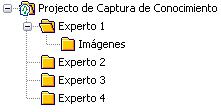 Projecto de Captura de Conocimiento
Experto 1
Imágenes
Experto 2
Experto 3
Experto 4